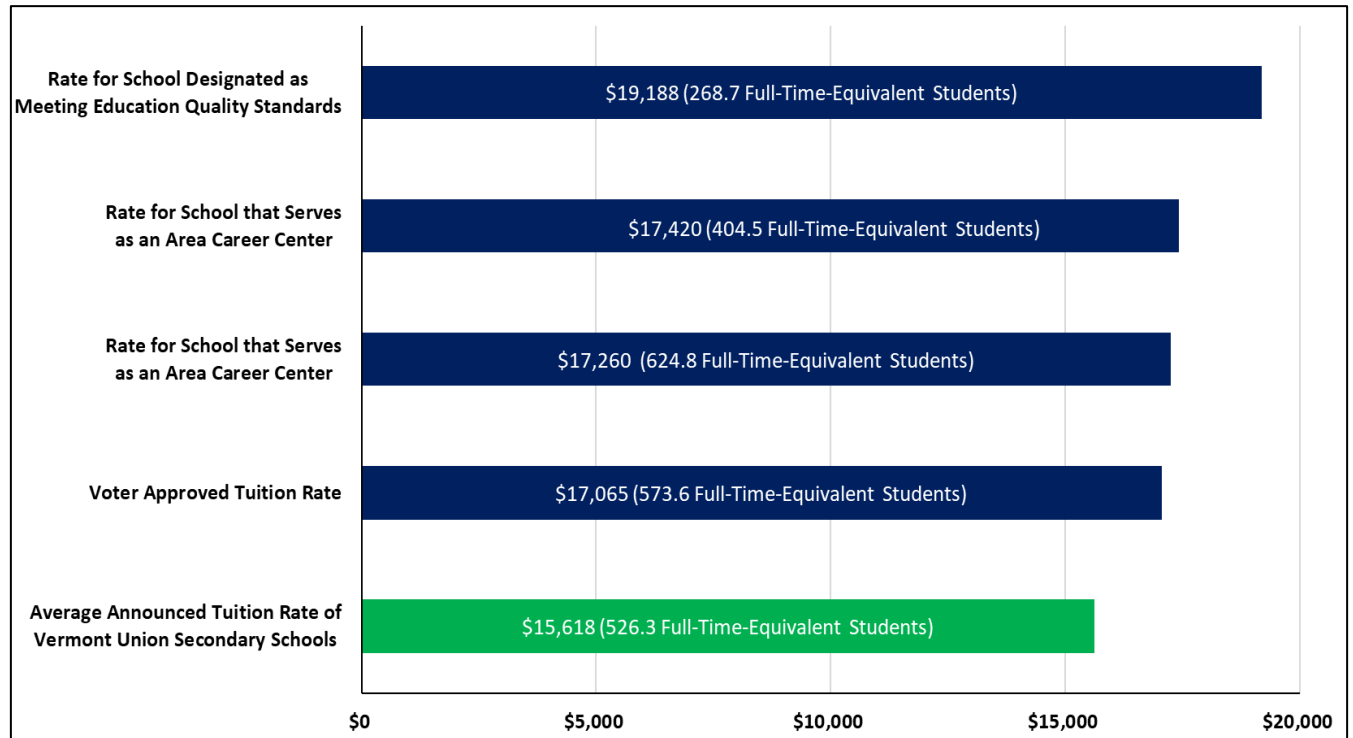 Rate for School Designated as
Meeting Education Quality Standards
$19,188 (268.7 Full-Time-Equivalent Students)
Rate for School that Serves
as an Area Career Center
$17,420 (404.5 Full-Time-Equivalent Students)
Rate for School that Serves
as an Area Career Center
$17,260 (624.8 Full-Time-Equivalent Students)
Voter Approved Tuition Rate
$17,065 (573.6 Full-Time-Equivalent Students)
Average Announced Tuition Rate of
Vermont Union Secondary Schools
$15,618 (526.3 Full-Time-Equivalent Students)
$0 $5,000 $10,000 $15,000 $20,000